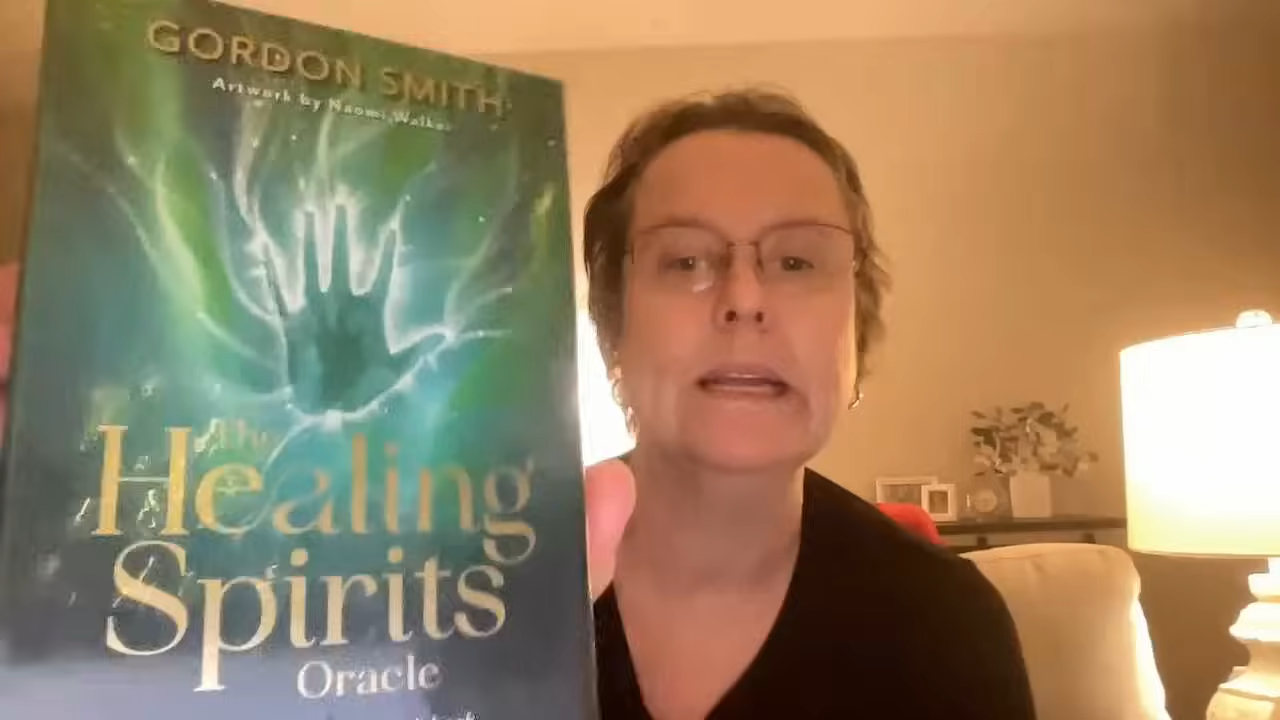 GORDON SMITH
Artwork by Naomi Walker
The
Healing
Spirits
Oracle